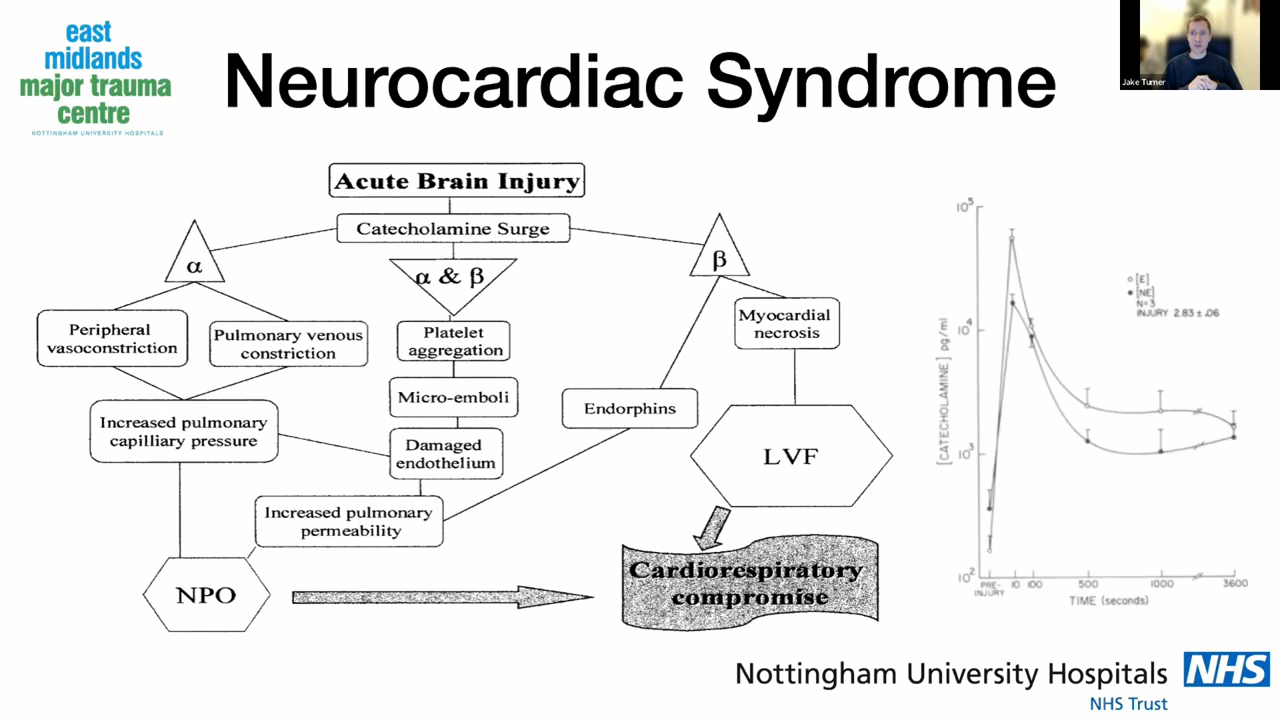 east
midlands
major trauma
centre
NOTTINGHAM UNIVERSITY HOSPITALS
Neurocardiac Syndrome
Jake Turner
Acute Brain Injury
Catecholamine Surge
α
α & β
β
Peripheral
vasoconstriction
Pulmonary venous
constriction
Platelet
aggregation
Myocardial
necrosis
Micro-emboli
Endorphins
Increased pulmonary
capilliary pressure
Damaged
endothelium
LVF
Increased pulmonary
permeability
NPO
Cardiorespiratory
compromise
[CATECHOLAMINE] pg/ml
10⁵
10⁴
10³
10²
[E]
[NE]
N=3
INJURY 2.83 ± .06
PRE-
INJURY
10
100
500
1000
3600
TIME (seconds)
Nottingham University Hospitals
NHS
NHS Trust